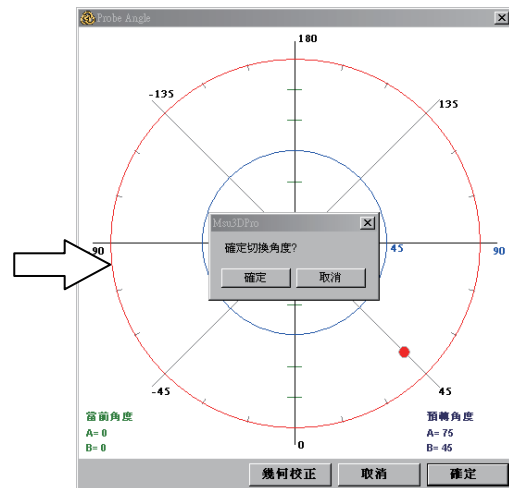 Probe Angle
180
-135
135
Msu3DPro
確定切換角度?
確定
取消
90
45
90
-45
45
0
當前角度
A= 0
B= 0
預轉角度
A= 75
B= 45
幾何校正
取消
確定